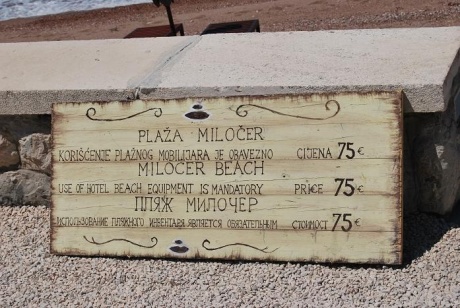 PLAŽA MILOČER
KORIŠĆENJE PLAŽNOG MOBILIJARA JE OBAVEZNO CIJENA 75€
MILOČER BEACH
USE OF HOTEL BEACH EQUIPMENT IS MANDATORY PRICE 75€
ПЛЯЖ МИЛОЧЕР
ИСПОЛЬЗОВАНИЕ ПЛЯЖНОГО ИНВЕНТАРЯ ЯВЛЯЕТСЯ ОБЯЗАТЕЛЬНЫМ СТОИМОСТ 75€